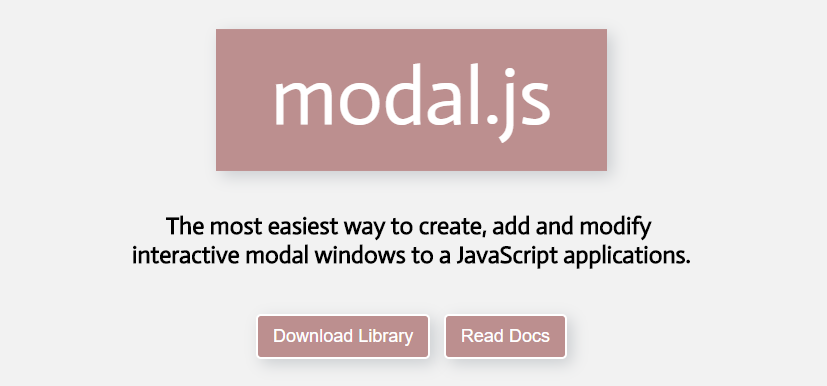 modal.js
The most easiest way to create, add and modify
interactive modal windows to a JavaScript applications.
Download Library
Read Docs